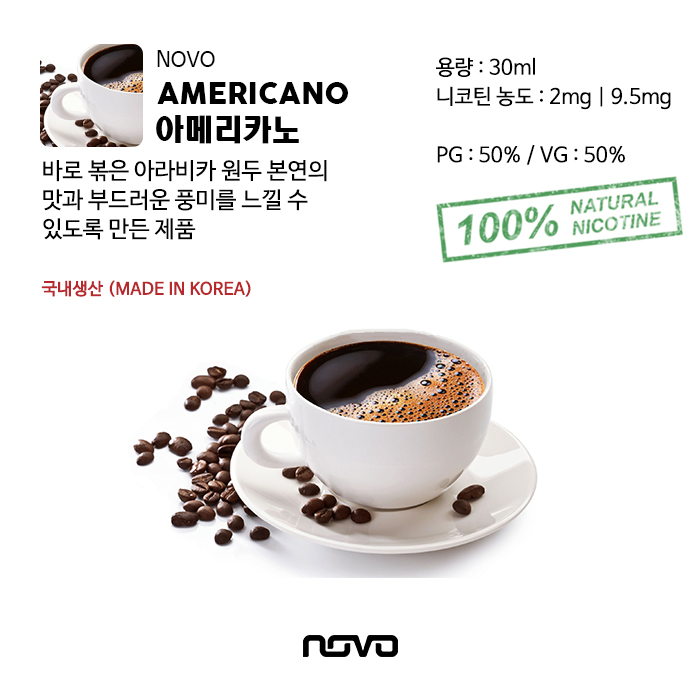 NOVO
AMERICANO
아메리카노
바로 볶은 아라비카 원두 본연의
맛과 부드러운 풍미를 느낄 수
있도록 만든 제품
국내생산 (MADE IN KOREA)
용량 : 30ml
니코틴 농도 : 2mg | 9.5mg
PG : 50% / VG : 50%
100% NATURAL
NICOTINE
novo